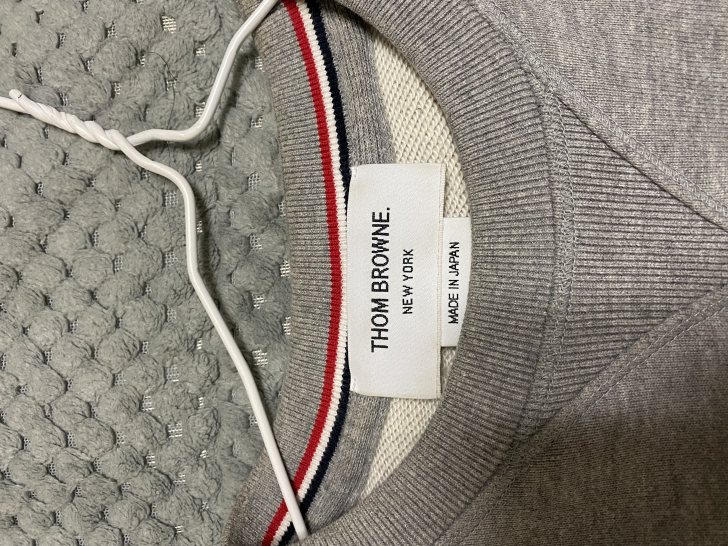 THOM BROWNE.
NEW YORK
MADE IN JAPAN